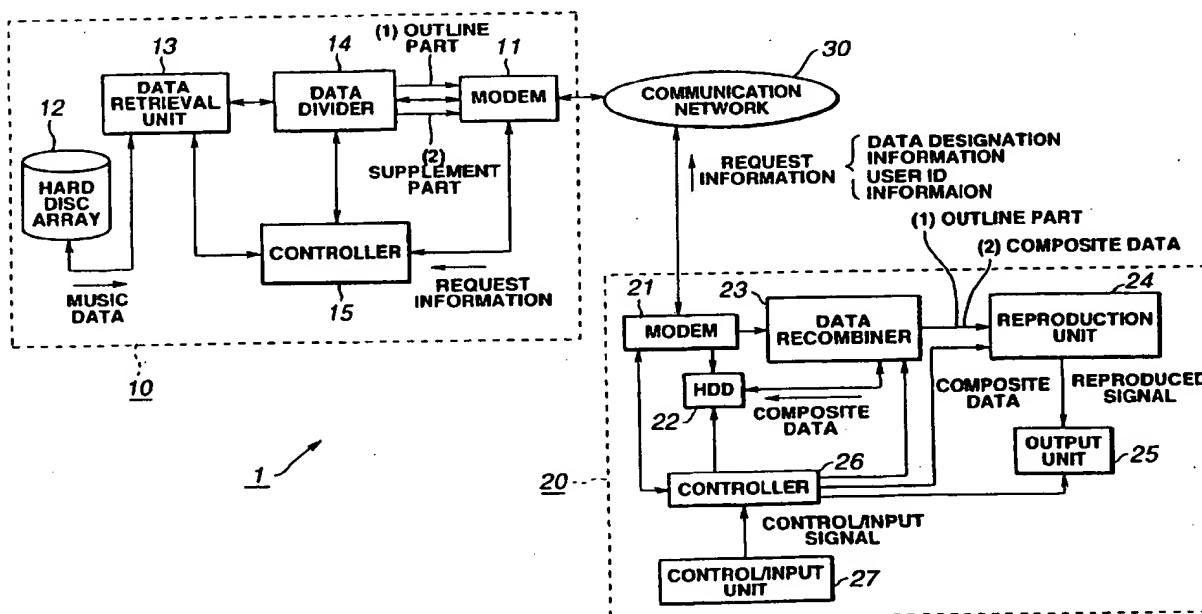 13
DATA
RETRIEVAL
UNIT
14
DATA
DIVIDER
(1) OUTLINE
PART
11
MODEM
12
HARD
DISC
ARRAY
(2)
SUPPLEMENT
PART
CONTROLLER
15
MUSIC
DATA
REQUEST
INFORMATION
10
1
30
COMMUNICATION
NETWORK
REQUEST
INFORMATION
DATA DESIGNATION
INFORMATION
USER ID
INFORMAION
(1) OUTLINE PART
(2) COMPOSITE DATA
21
MODEM
23
DATA
RECOMBINER
24
REPRODUCTION
UNIT
HDD
22
COMPOSITE
DATA
COMPOSITE
DATA
REPRODUCED
SIGNAL
OUTPUT
UNIT
25
20
26
CONTROLLER
CONTROL/INPUT
SIGNAL
CONTROL/INPUT
UNIT
27